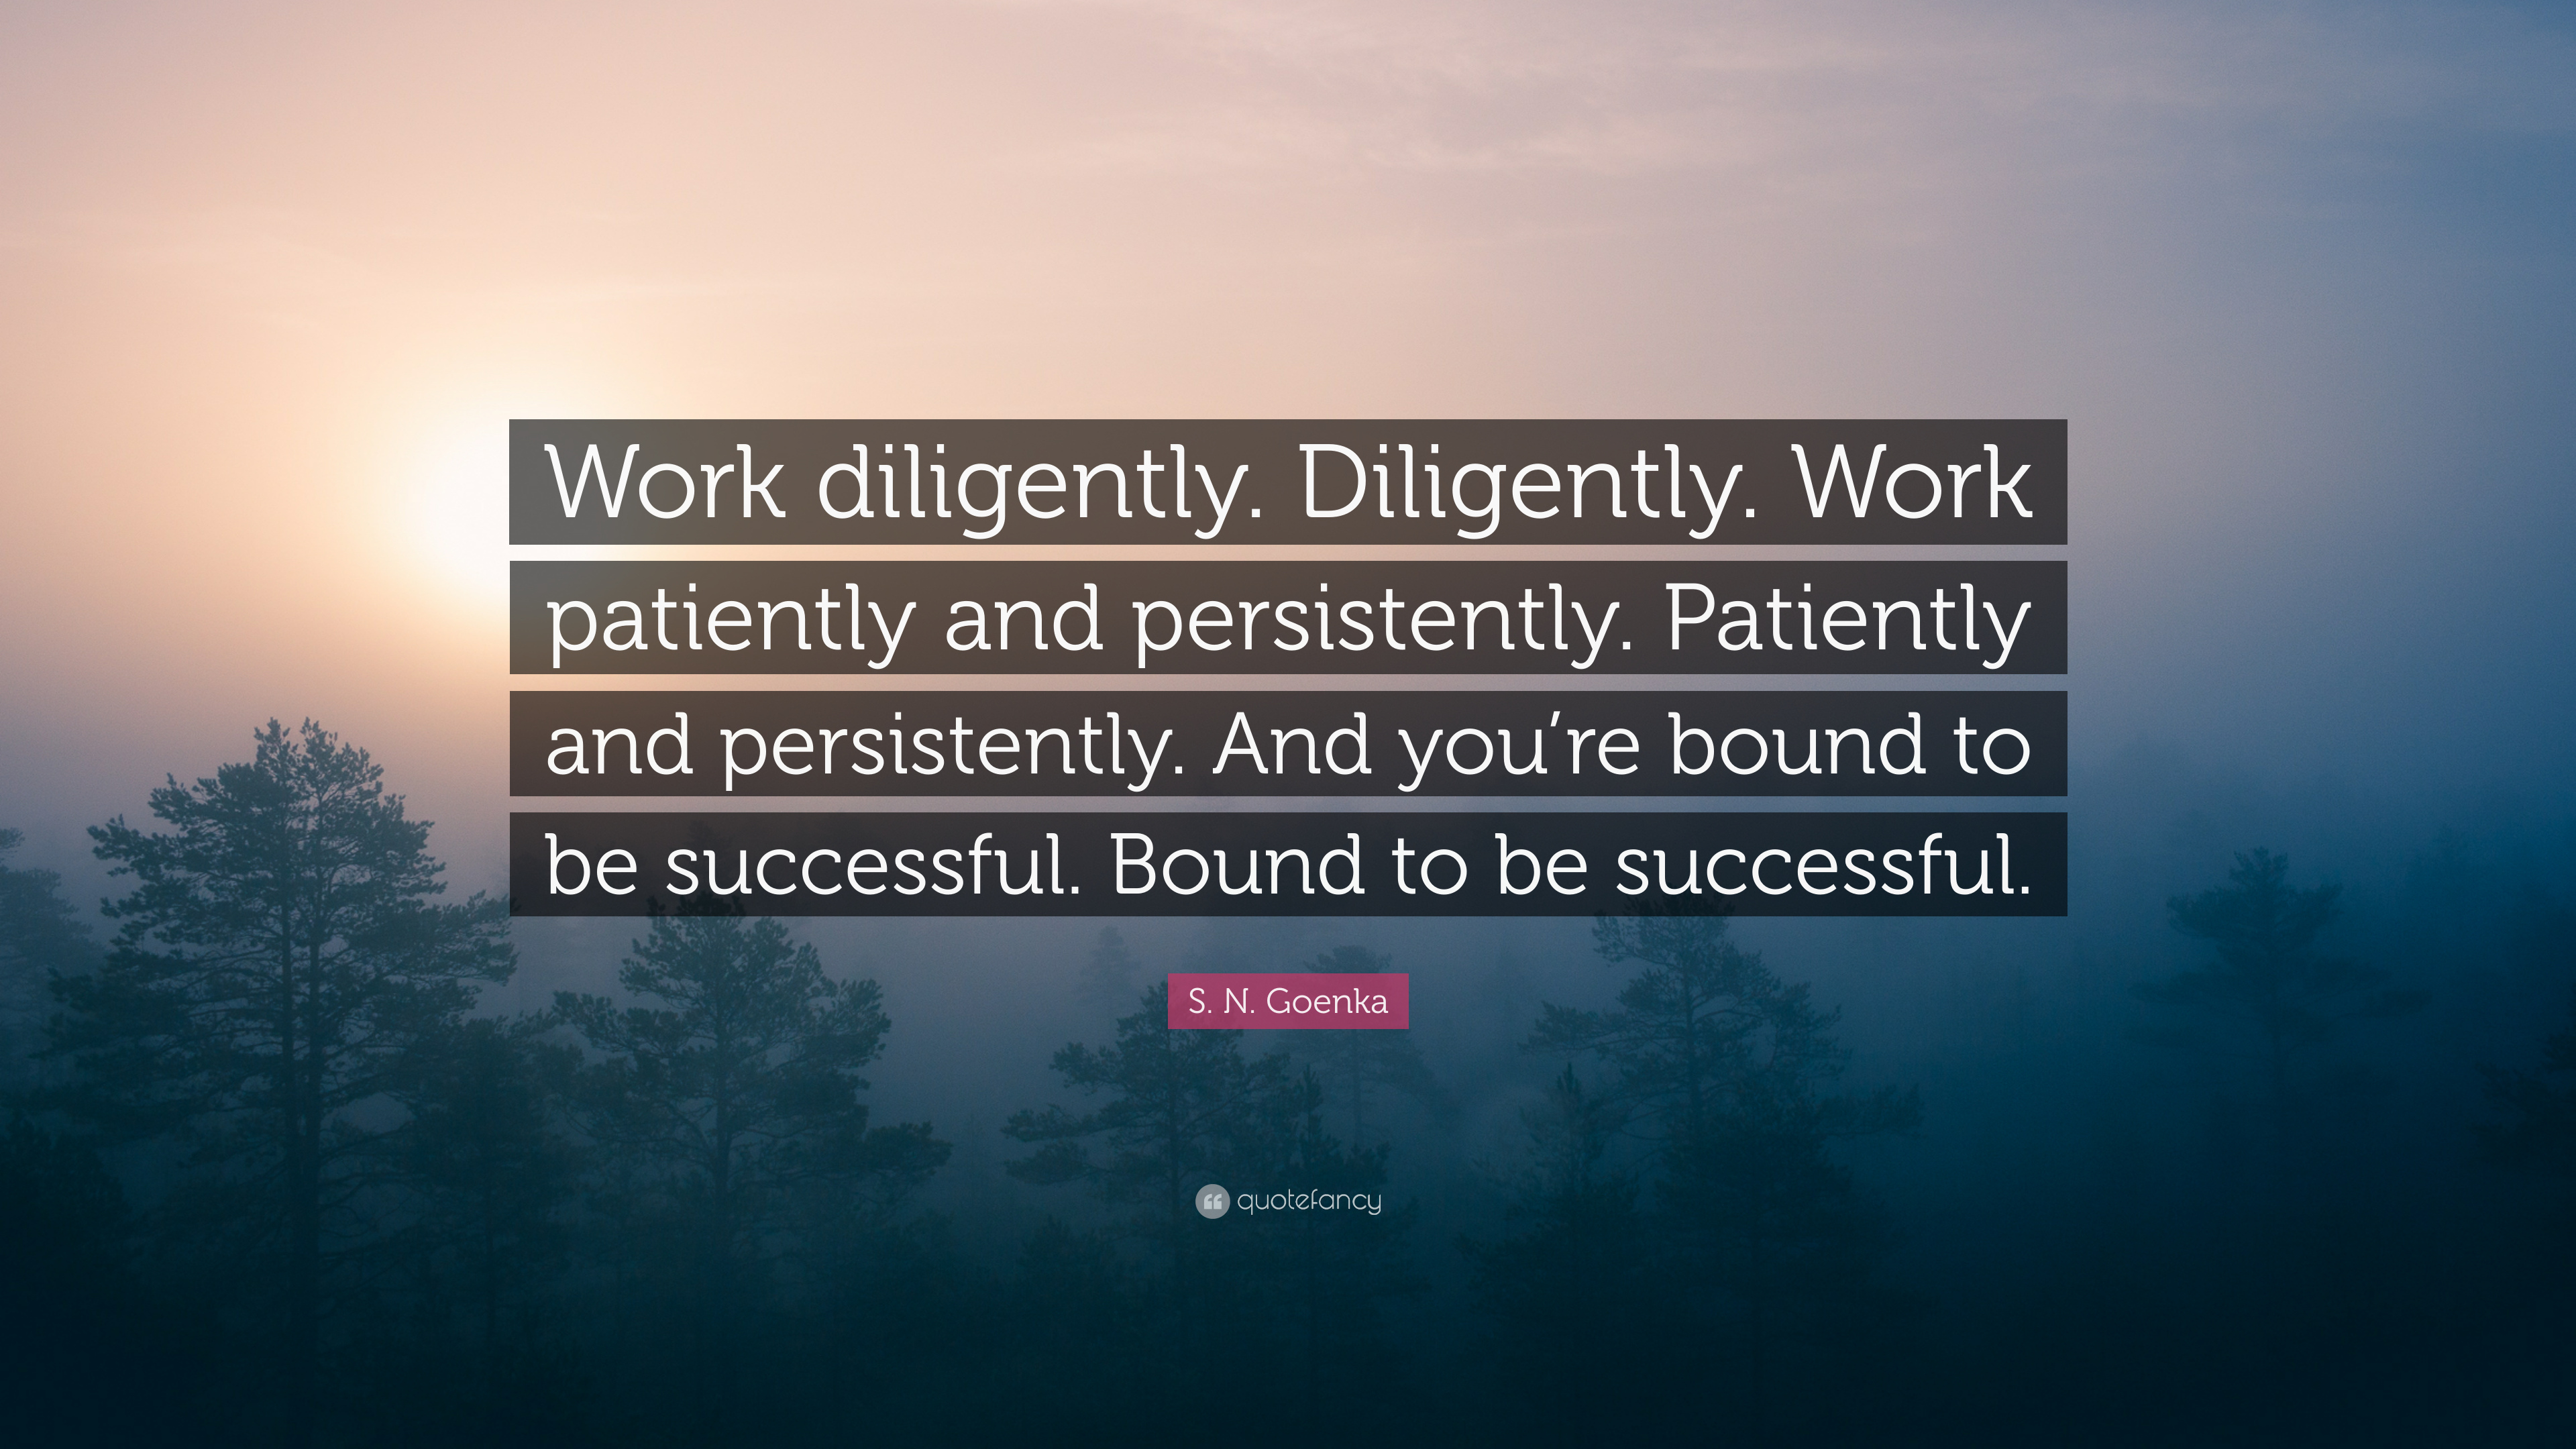 Work diligently. Diligently. Work
patiently and persistently. Patiently
and persistently. And you’re bound to
be successful. Bound to be successful.
S. N. Goenka
quotefancy